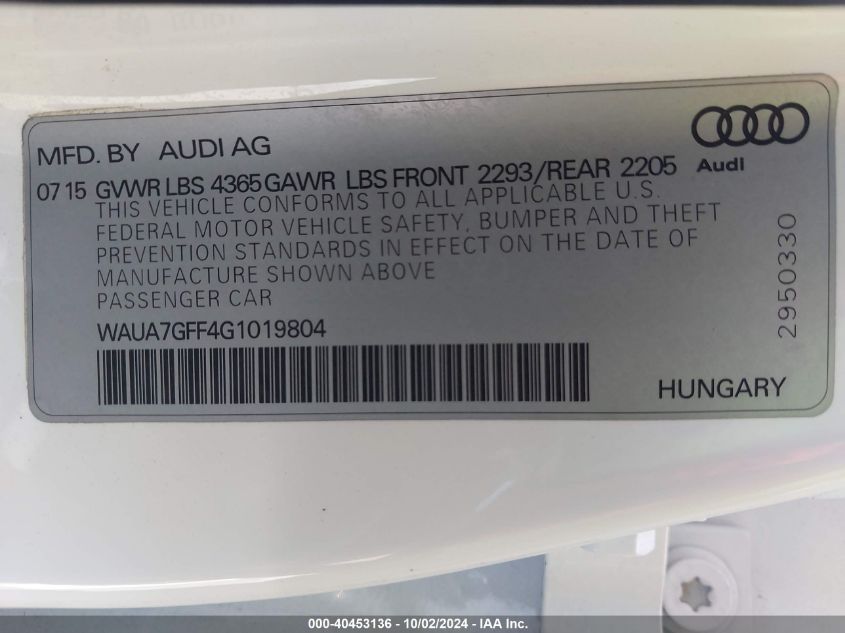 MFD. BY AUDI AG
Audi
07 15 GVWR LBS 4365 GAWR LBS FRONT 2293/REAR 2205
THIS VEHICLE CONFORMS TO ALL APPLICABLE U.S.
FEDERAL MOTOR VEHICLE SAFETY, BUMPER AND THEFT
PREVENTION STANDARDS IN EFFECT ON THE DATE OF
MANUFACTURE SHOWN ABOVE
PASSENGER CAR
WAUA7GFF4G1019804
2950330
HUNGARY
000-40453136 - 10/02/2024 - IAA Inc.